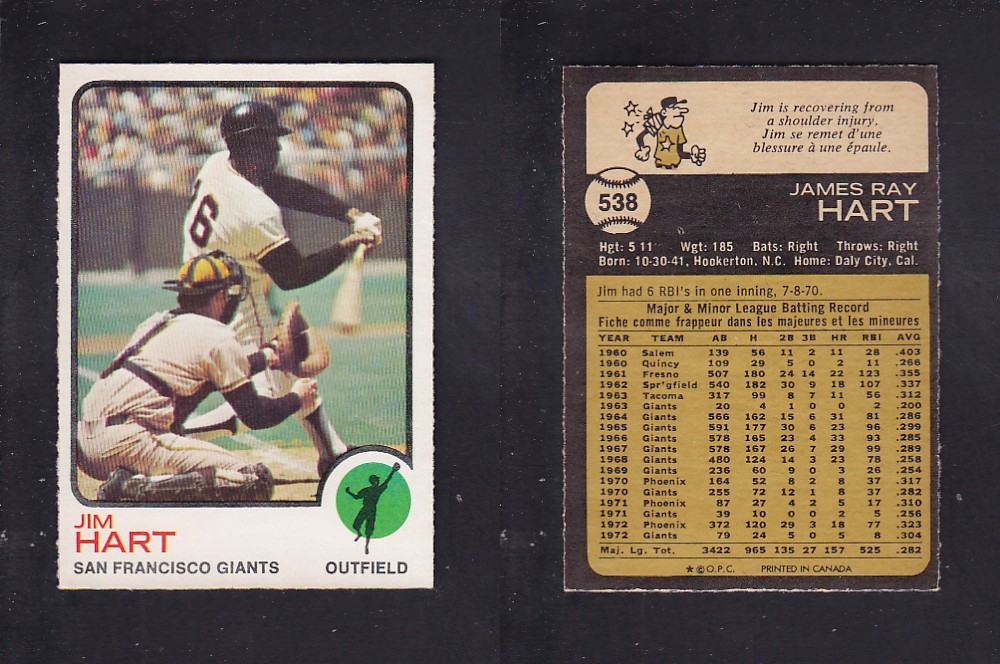 6
JIM
HART
SAN FRANCISCO GIANTS OUTFIELD
Jim is recovering from
a shoulder injury.
Jim se remet d'une
blessure à une épaule.
538
JAMES RAY
HART
Hgt: 5 11 Wgt: 185 Bats: Right Throws: Right
Born: 10-30-41, Hookerton, N.C. Home: Daly City, Cal.
Jim had 6 RBI's in one inning, 7-8-70.
Major & Minor League Batting Record
Fiche comme frappeur dans les majeures et les mineures
YEAR TEAM AB H 2B 3B HR RBI AVG
1960 Salem 139 56 11 2 11 28 .403
1960 Quincy 109 29 5 0 2 11 .266
1961 Fresno 507 180 24 14 22 123 .355
1962 Spr'gfield 540 182 30 9 18 107 .337
1963 Tacoma 317 99 8 7 11 56 .312
1963 Giants 20 4 1 0 0 2 .200
1964 Giants 566 162 15 6 31 81 .286
1965 Giants 591 177 30 6 23 96 .299
1966 Giants 578 165 23 4 33 93 .285
1967 Giants 578 167 26 7 29 99 .289
1968 Giants 480 124 14 3 23 78 .258
1969 Giants 236 60 9 0 3 26 .254
1970 Phoenix 164 52 8 2 8 37 .317
1970 Giants 255 72 12 1 8 37 .282
1971 Phoenix 87 27 4 2 5 17 .310
1971 Giants 39 10 0 0 2 5 .256
1972 Phoenix 372 120 29 3 18 77 .323
1972 Giants 79 24 5 0 5 8 .304
Maj. Lg. Tot. 3422 965 135 27 157 525 .282
★ © O.P.C. PRINTED IN CANADA